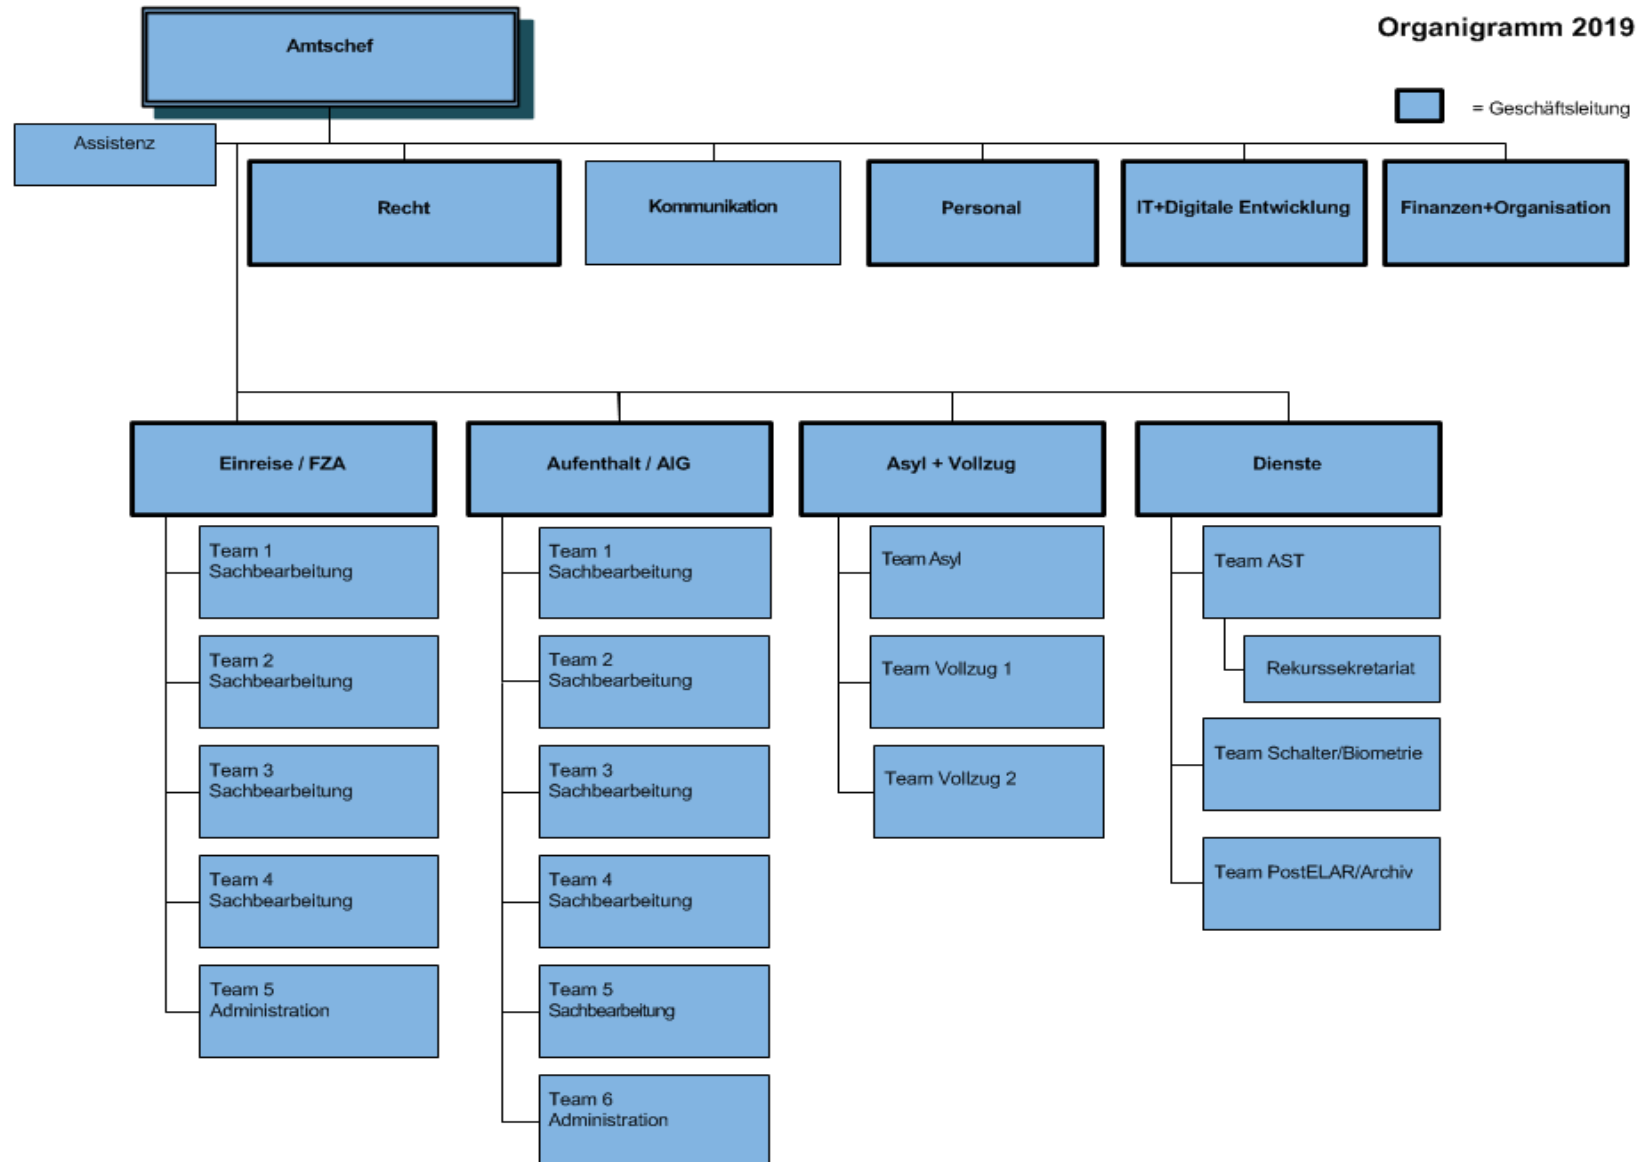 Organigramm 2019
= Geschäftsleitung
Amtschef
Assistenz
Recht
Kommunikation
Personal
IT+Digitale Entwicklung
Finanzen+Organisation
Einreise / FZA
Team 1
Sachbearbeitung
Team 2
Sachbearbeitung
Team 3
Sachbearbeitung
Team 4
Sachbearbeitung
Team 5
Administration
Aufenthalt / AIG
Team 1
Sachbearbeitung
Team 2
Sachbearbeitung
Team 3
Sachbearbeitung
Team 4
Sachbearbeitung
Team 5
Sachbearbeitung
Team 6
Administration
Asyl + Vollzug
Team Asyl
Team Vollzug 1
Team Vollzug 2
Dienste
Team AST
Rekurssekretariat
Team Schalter/Biometrie
Team PostELAR/Archiv